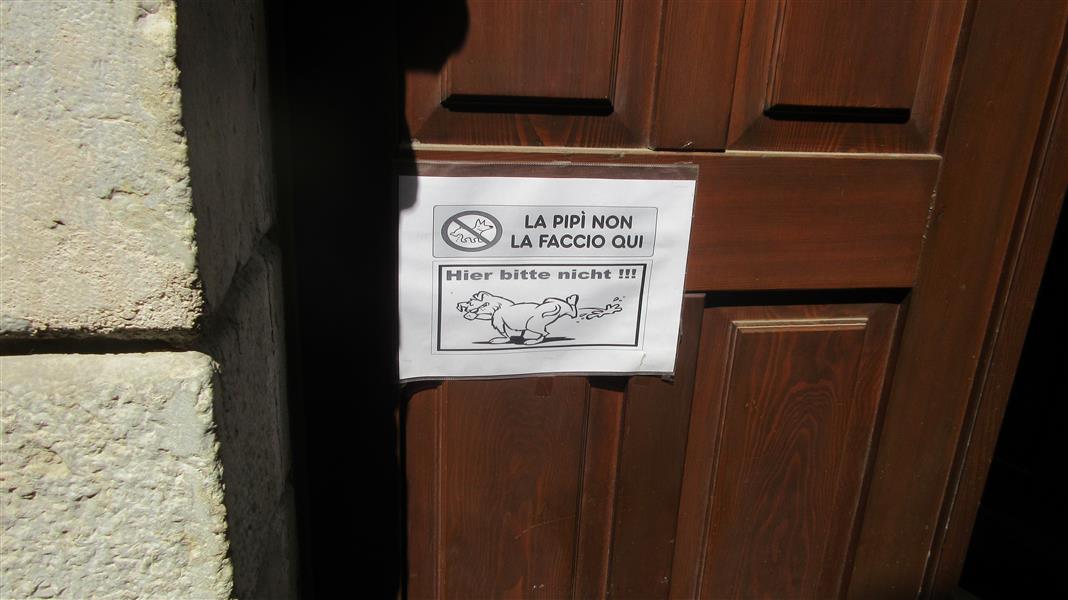 LA PIPÌ NON
LA FACCIO QUI
Hier bitte nicht !!!